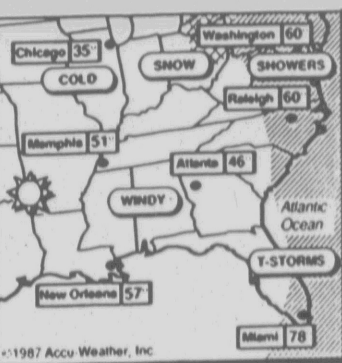 Washington 60°
Chicago 35°
COLD
SNOW
SHOWERS
Raleigh 60°
Memphis 51°
Atlanta 46
WINDY
Atlantic
Ocean
T-STORMS
New Orleans 57°
Miami 78
©1987 Accu-Weather, Inc